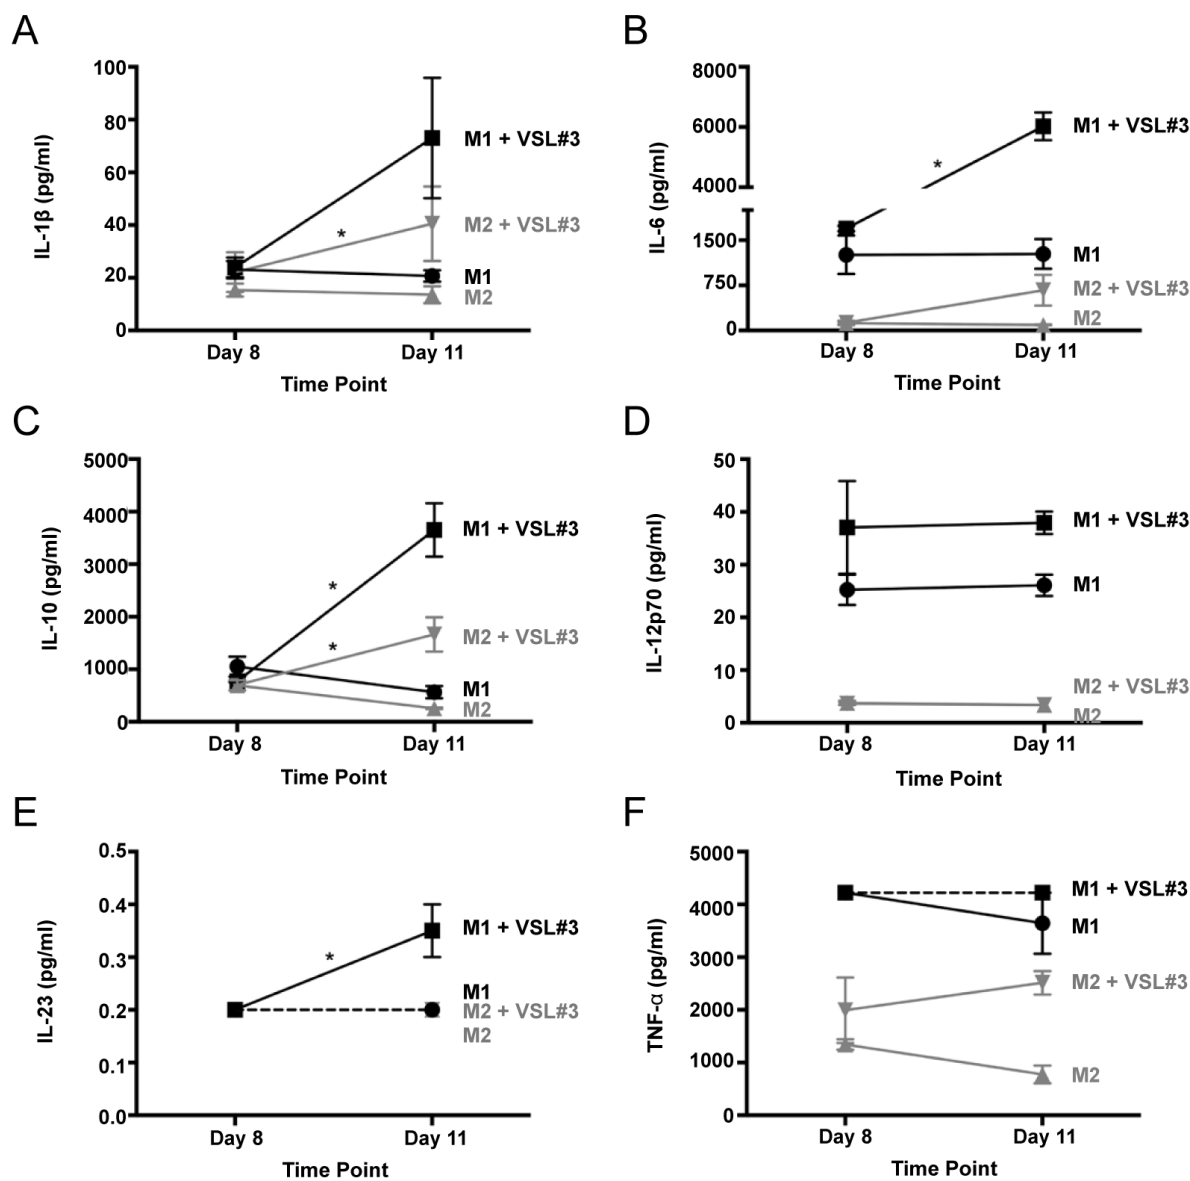 A
IL-1β (pg/ml)
100
80
60
40
20
0
*
M1 + VSL#3
M2 + VSL#3
M1
M2
Day 8
Day 11
Time Point
B
IL-6 (pg/ml)
8000
6000
4000
1500
750
0
*
M1 + VSL#3
M1
M2 + VSL#3
M2
Day 8
Day 11
Time Point
C
IL-10 (pg/ml)
5000
4000
3000
2000
1000
0
*
*
M1 + VSL#3
M2 + VSL#3
M1
M2
Day 8
Day 11
Time Point
D
IL-12p70 (pg/ml)
50
40
30
20
10
0
M1 + VSL#3
M1
M2 + VSL#3
M2
Day 8
Day 11
Time Point
E
IL-23 (pg/ml)
0.5
0.4
0.3
0.2
0.1
0.0
*
M1 + VSL#3
M1
M2 + VSL#3
M2
Day 8
Day 11
Time Point
F
TNF-α (pg/ml)
5000
4000
3000
2000
1000
0
M1 + VSL#3
M1
M2 + VSL#3
M2
Day 8
Day 11
Time Point